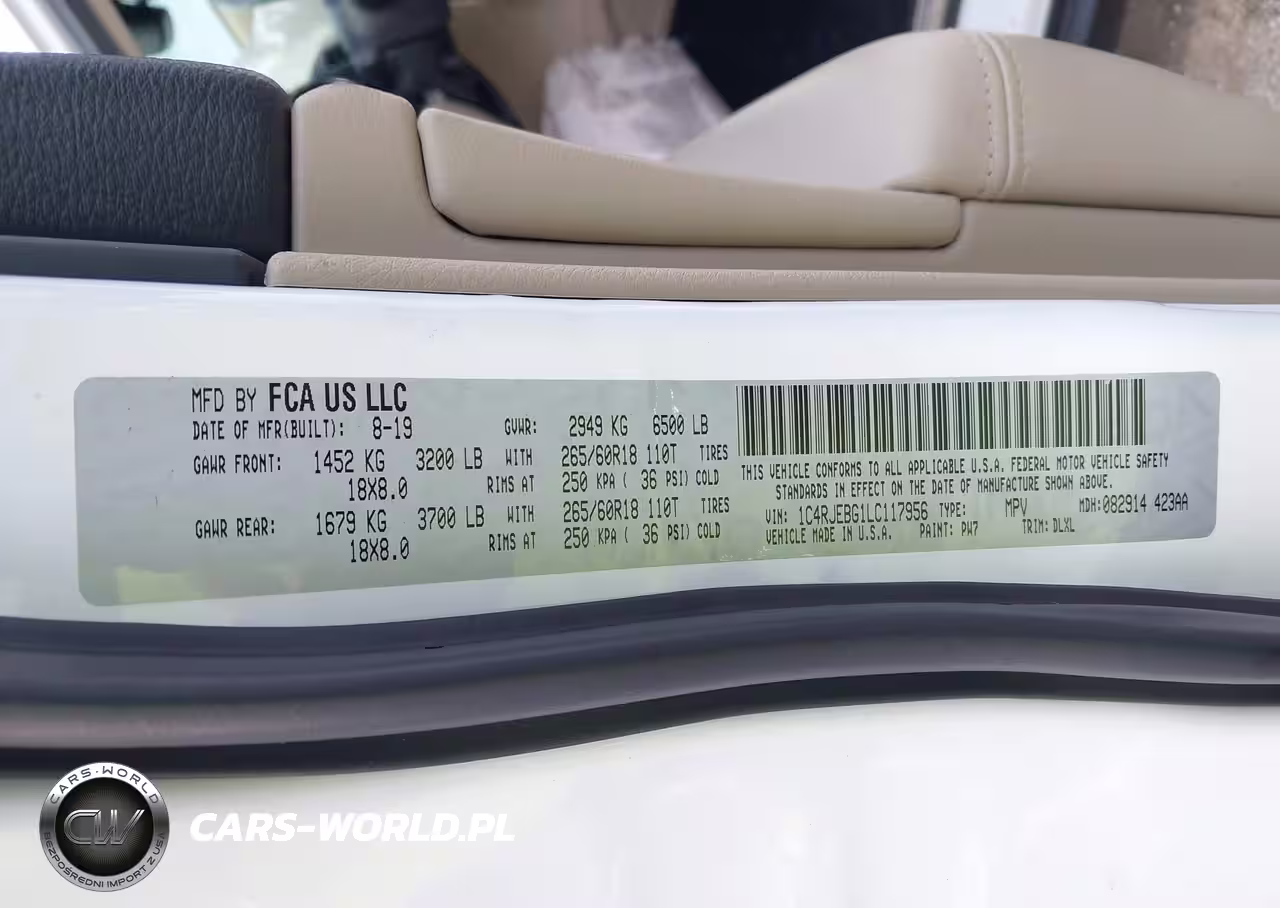 MFD BY FCA US LLC
DATE OF MFR(BUILT): 8-19 GVWR: 2949 KG 6500 LB
GAWR FRONT: 1452 KG 3200 LB WITH 265/60R18 110T TIRES
18X8.0 RIMS AT 250 KPA ( 36 PSI) COLD
GAWR REAR: 1679 KG 3700 LB WITH 265/60R18 110T TIRES
18X8.0 RIMS AT 250 KPA ( 36 PSI) COLD
THIS VEHICLE CONFORMS TO ALL APPLICABLE U.S.A. FEDERAL MOTOR VEHICLE SAFETY
STANDARDS IN EFFECT ON THE DATE OF MANUFACTURE SHOWN ABOVE.
VIN: 1C4RJEBG1LC117956 TYPE: MPV MDH:082914 423AA
VEHICLE MADE IN U.S.A. PAINT: PW7 TRIM: DLXL
CARS-WORLD
CW
BEZPOŚREDNI IMPORT Z USA
CARS-WORLD.PL